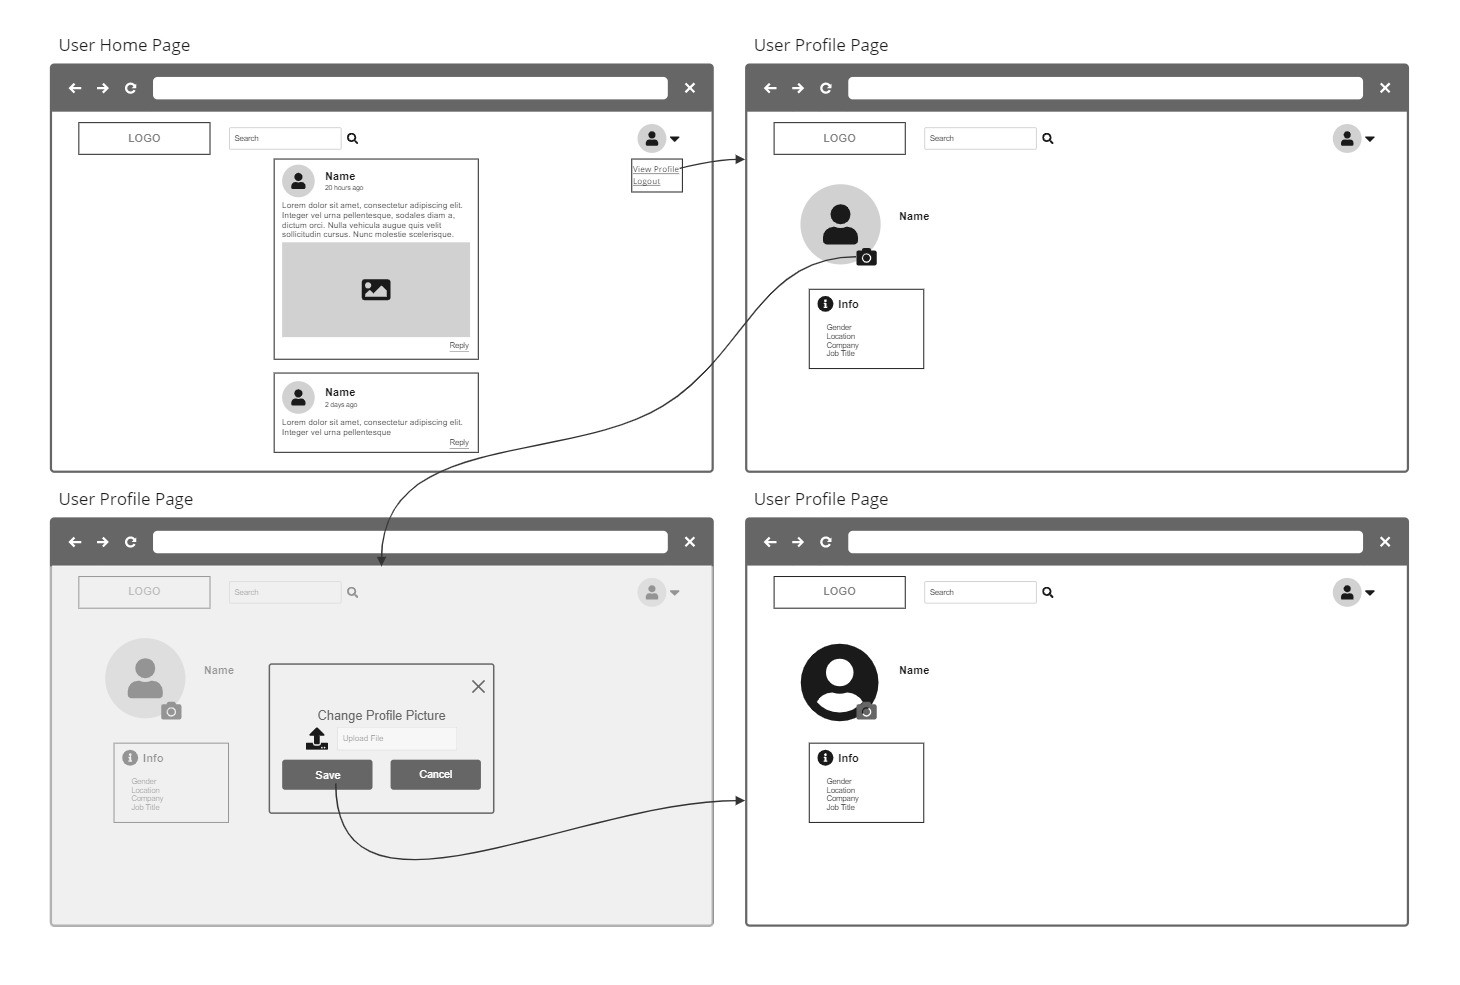 User Home Page
LOGO
Search
View Profile
Logout
Name
20 hours ago
Lorem dolor sit amet, consectetur adipiscing elit.
Integer vel urna pellentesque, sodales diam a,
dictum orci. Nulla vehicula augue quis velit
sollicitudin cursus. Nunc molestie scelerisque.
Reply
Name
2 days ago
Lorem dolor sit amet, consectetur adipiscing elit.
Integer vel urna pellentesque
Reply
User Profile Page
LOGO
Search
Name
Info
Gender
Location
Company
Job Title
User Profile Page
LOGO
Search
Name
Info
Gender
Location
Company
Job Title
Change Profile Picture
Upload File
Save
Cancel
User Profile Page
LOGO
Search
Name
Info
Gender
Location
Company
Job Title